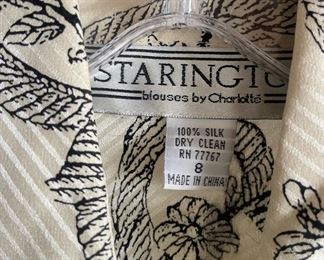 STARINGTO
blouses by Charlotte
100% SILK
DRY CLEAN
RN 77767
8
MADE IN CHINA